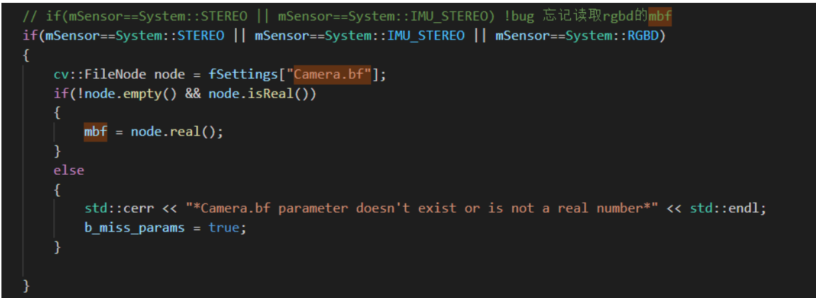 // if(mSensor==System::STEREO || mSensor==System::IMU_STEREO) !bug 忘记读取rgbd的mbf
if(mSensor==System::STEREO || mSensor==System::IMU_STEREO || mSensor==System::RGBD)
{
    cv::FileNode node = fSettings["Camera.bf"];
    if(!node.empty() && node.isReal())
    {
        mbf = node.real();
    }
    else
    {
        std::cerr << "*Camera.bf parameter doesn't exist or is not a real number*" << std::endl;
        b_miss_params = true;
    }
}